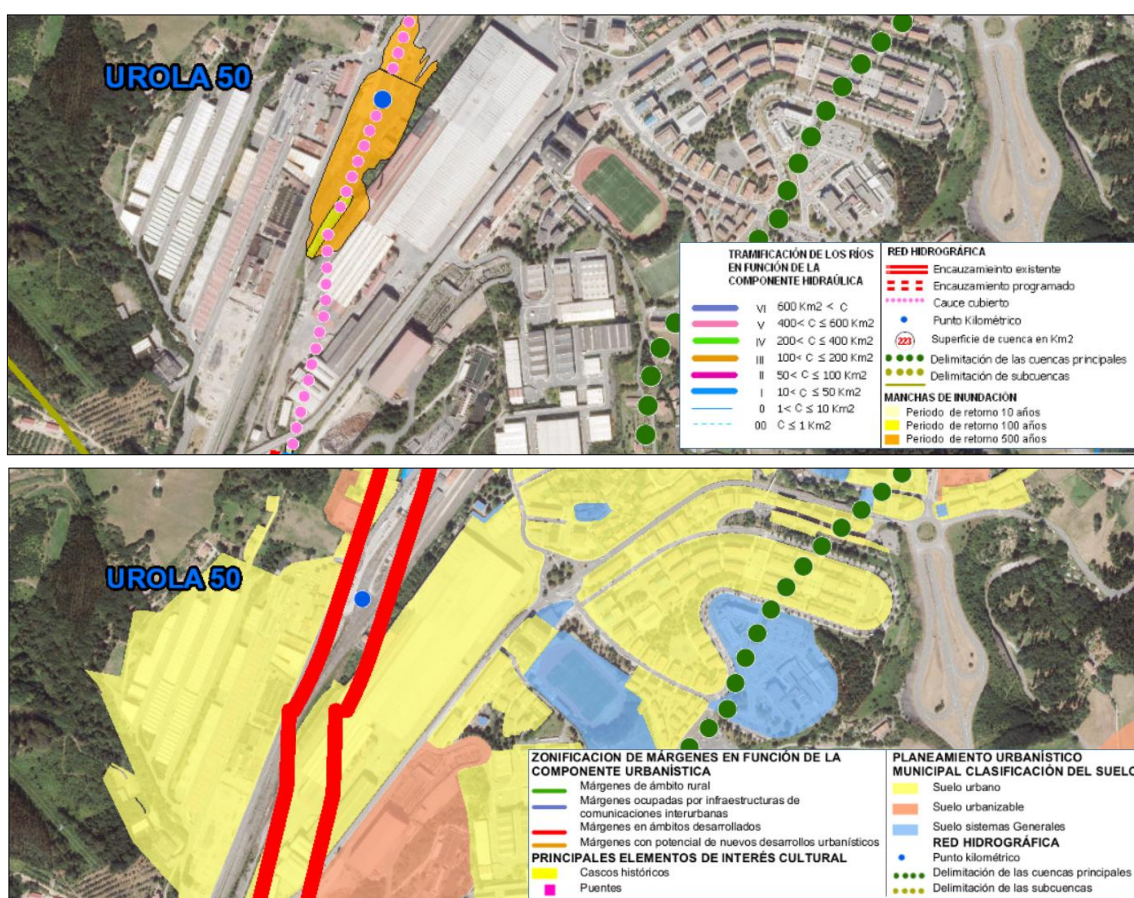 UROLA 50
TRAMIFICACIÓN DE LOS RÍOS
EN FUNCIÓN DE LA
COMPONENTE HIDRAÚLICA
VI 600 Km2 < C
V 400< C ≤ 600 Km2
IV 200< C ≤ 400 Km2
III 100< C ≤ 200 Km2
II 50< C ≤ 100 Km2
I 10< C ≤ 50 Km2
0 1< C ≤ 10 Km2
00 C ≤ 1 Km2
RED HIDROGRÁFICA
Encauzamieinto existente
Encauzamiento programado
Cauce cubierto
Punto Kilométrico
223 Superficie de cuenca en Km2
Delimitación de las cuencas principales
Delimitación de subcuencas
MANCHAS DE INUNDACIÓN
Periodo de retorno 10 años
Periodo de retorno 100 años
Periodo de retorno 500 años
UROLA 50
ZONIFICACION DE MÁRGENES EN FUNCIÓN DE LA
COMPONENTE URBANÍSTICA
Márgenes de ámbito rural
Márgenes ocupadas por infraestructuras de
comunicaciones interurbanas
Márgenes en ámbitos desarrollados
Márgenes con potencial de nuevos desarrollos urbanísticos
PRINCIPALES ELEMENTOS DE INTERÉS CULTURAL
Cascos históricos
Puentes
PLANEAMIENTO URBANÍSTICO
MUNICIPAL CLASIFICACIÓN DEL SUELO
Suelo urbano
Suelo urbanizable
Suelo sistemas Generales
RED HIDROGRÁFICA
Punto kilométrico
Delimitación de las cuencas principales
Delimitación de las subcuencas